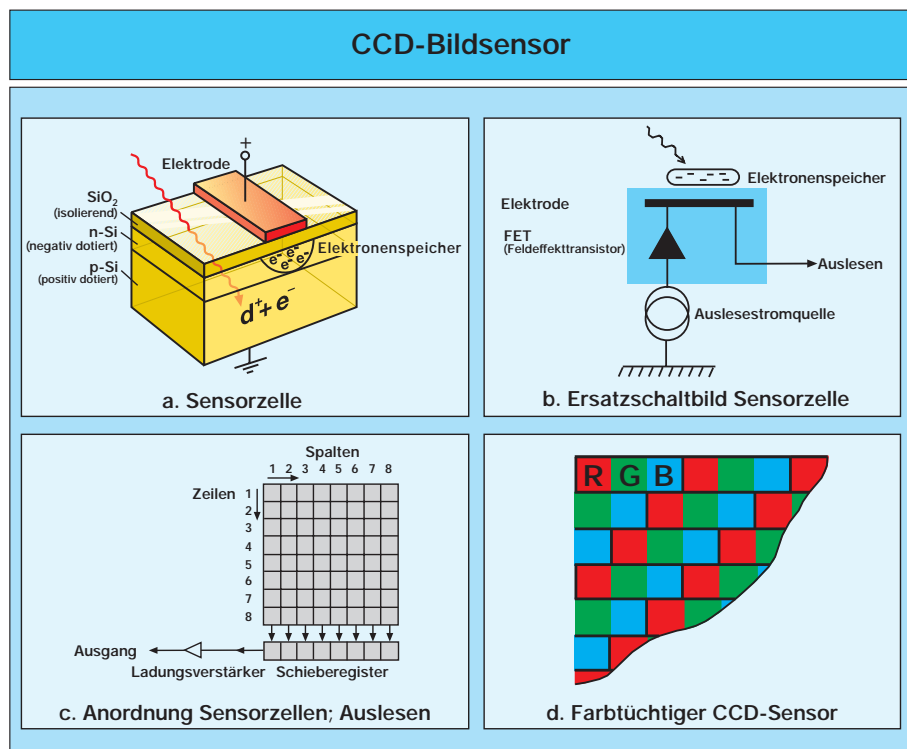 CCD-Bildsensor
+
Elektrode
SiO2
(isolierend)
n-Si
(negativ dotiert)
p-Si
(positiv dotiert)
Elektronenspeicher
e- e- e- e- e-
d+ + e-
a. Sensorzelle
Elektronenspeicher
Elektrode
FET
(Feldeffekttransistor)
Auslesen
Auslesestromquelle
b. Ersatzschaltbild Sensorzelle
Spalten
1 2 3 4 5 6 7 8
Zeilen
1
2
3
4
5
6
7
8
Ausgang
Ladungsverstärker
Schieberegister
c. Anordnung Sensorzellen; Auslesen
R G B
d. Farbtüchtiger CCD-Sensor